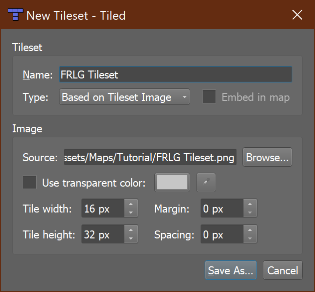 New Tileset - Tiled
Tileset
Name: FRLG Tileset
Type: Based on Tileset Image Embed in map
Image
Source: ssets/Maps/Tutorial/FRLG Tileset.png Browse...
Use transparent color:
Tile width: 16 px Margin: 0 px
Tile height: 32 px Spacing: 0 px
Save As... Cancel